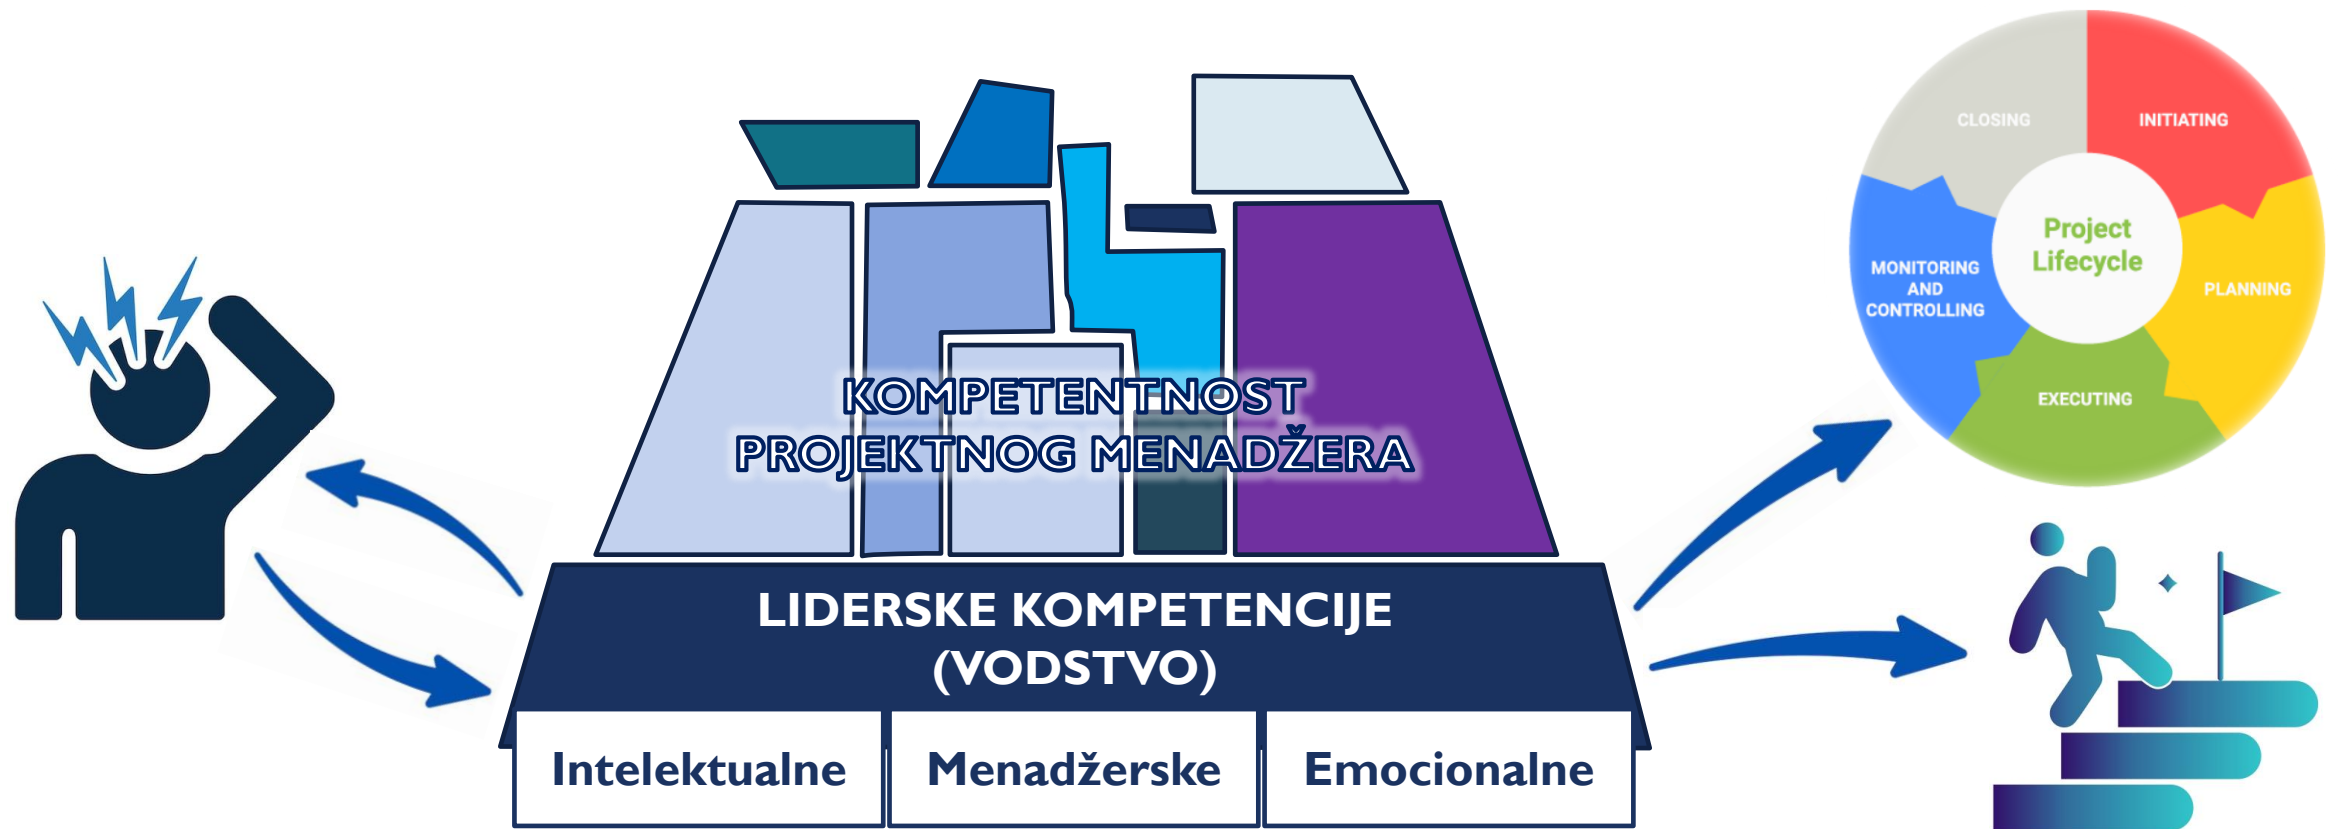 KOMPETENTNOST
PROJEKTNOG MENADŽERA
LIDERSKE KOMPETENCIJE
(VODSTVO)
Intelektualne
Menadžerske
Emocionalne
CLOSING
INITIATING
Project
Lifecycle
MONITORING
AND
CONTROLLING
PLANNING
EXECUTING